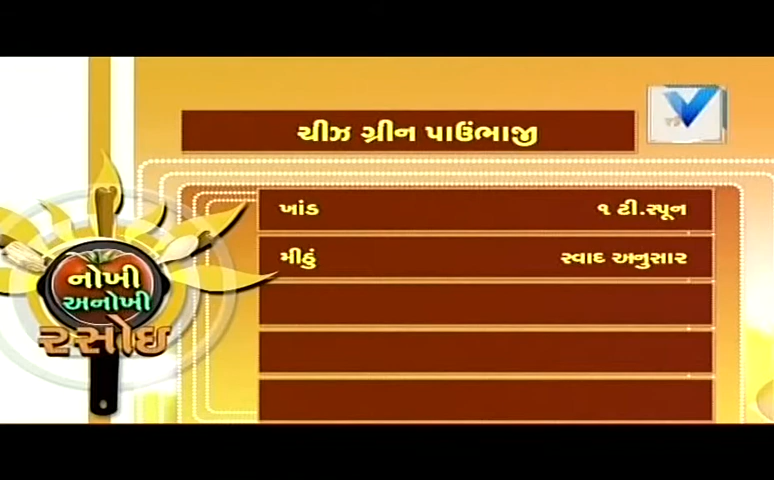 ચીઝ ગ્રીન પાઉંભાજી
ખાંડ ૧ ટી.સ્પૂન
મીઠું સ્વાદ અનુસાર
નોખી
અનોખી
રસોઇ